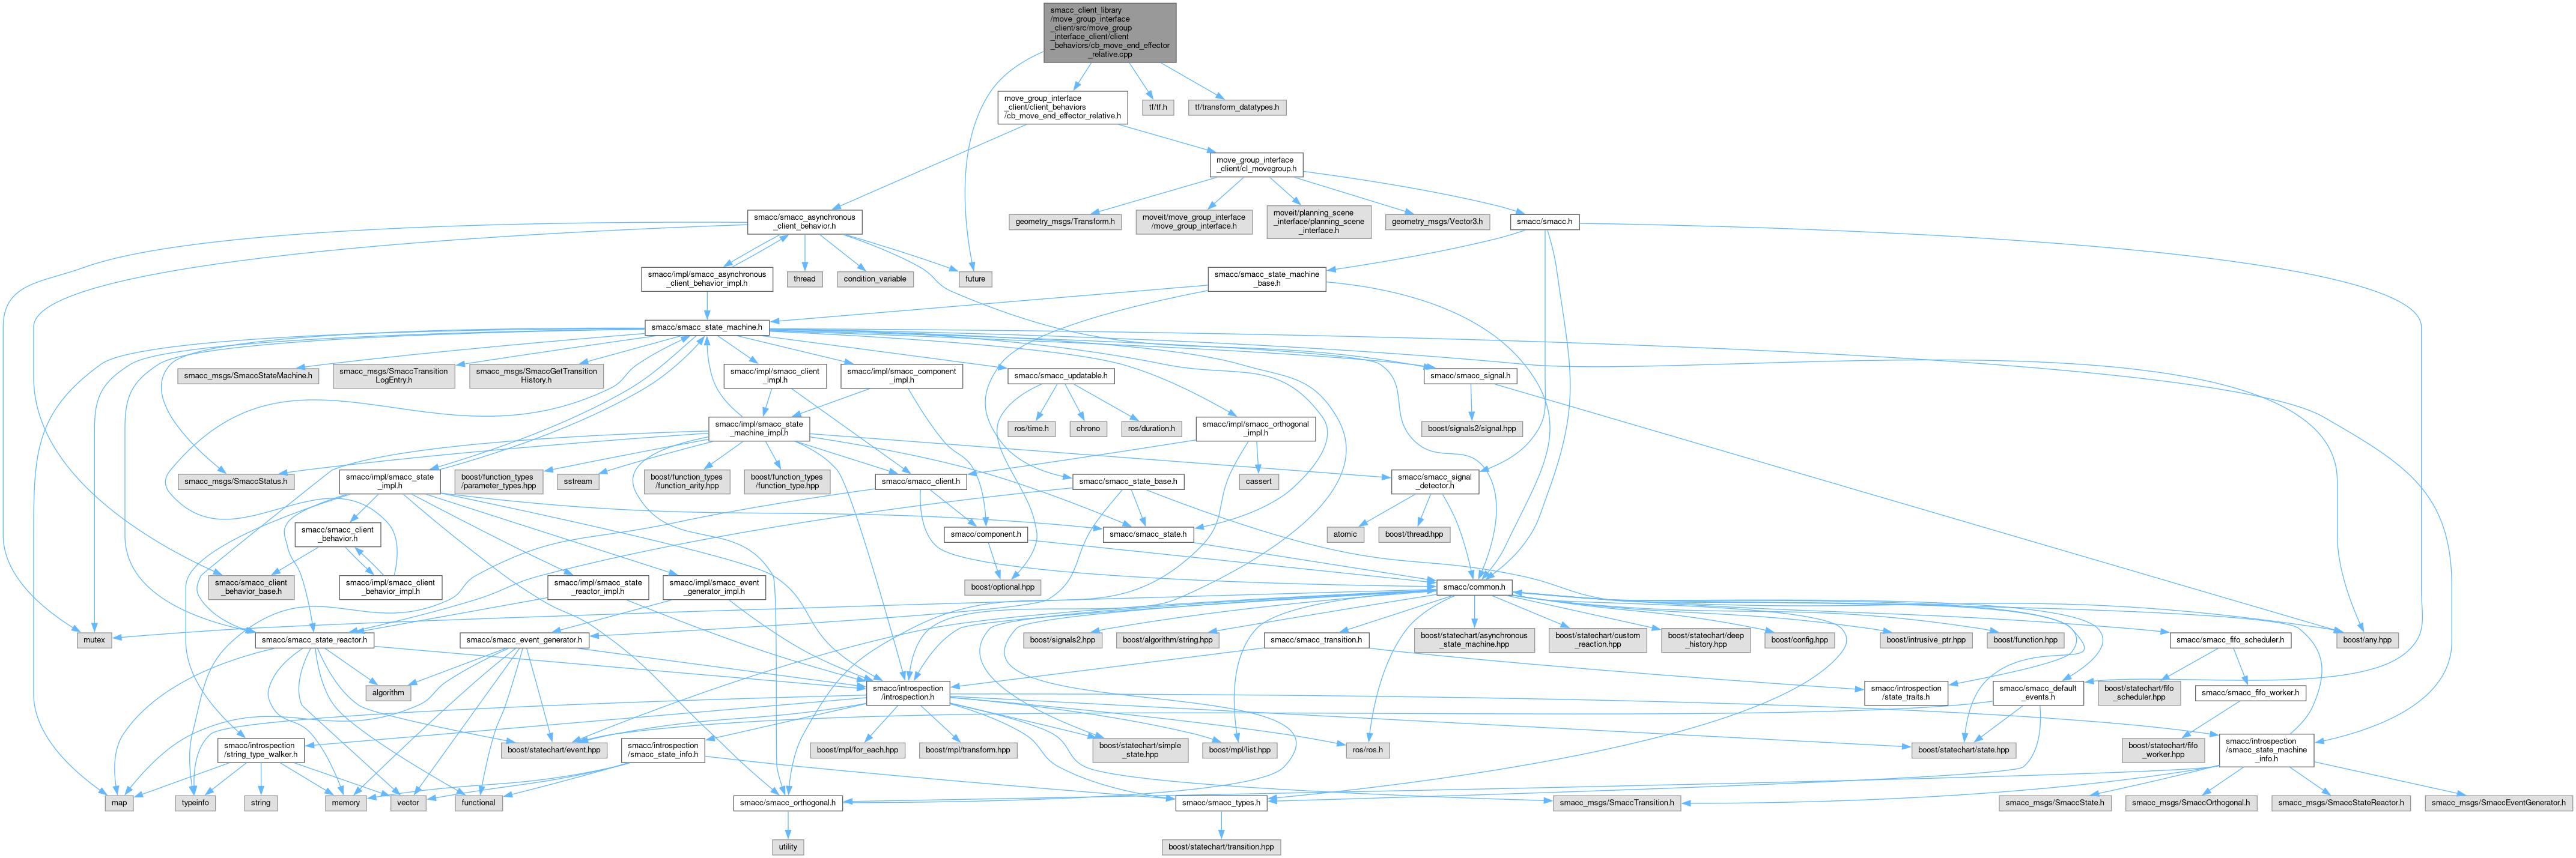 smacc_client_library
/move_group_interface
_client/src/move_group
_interface_client/client
_behaviors/cb_move_end_effector
_relative.cpp
move_group_interface
_client/client_behaviors
/cb_move_end_effector_relative.h
tf/tf.h
tf/transform_datatypes.h
move_group_interface
_client/cl_movegroup.h
smacc/smacc_asynchronous
_client_behavior.h
geometry_msgs/Transform.h
moveit/move_group_interface
/move_group_interface.h
moveit/planning_scene
_interface/planning_scene
_interface.h
geometry_msgs/Vector3.h
smacc/smacc.h
smacc/impl/smacc_asynchronous
_client_behavior_impl.h
thread
condition_variable
future
smacc/smacc_state_machine
_base.h
smacc/smacc_state_machine.h
smacc_msgs/SmaccStateMachine.h
smacc_msgs/SmaccTransition
LogEntry.h
smacc_msgs/SmaccGetTransition
History.h
smacc/impl/smacc_client
_impl.h
smacc/impl/smacc_component
_impl.h
smacc/smacc_updatable.h
smacc/smacc_signal.h
smacc/impl/smacc_state
_machine_impl.h
ros/time.h
chrono
ros/duration.h
smacc/impl/smacc_orthogonal
_impl.h
boost/signals2/signal.hpp
smacc_msgs/SmaccStatus.h
smacc/impl/smacc_state
_impl.h
boost/function_types
/parameter_types.hpp
sstream
boost/function_types
/function_arity.hpp
boost/function_types
/function_type.hpp
smacc/smacc_client.h
smacc/smacc_state_base.h
cassert
smacc/smacc_signal
_detector.h
smacc/smacc_client
_behavior.h
smacc/component.h
smacc/smacc_state.h
atomic
boost/thread.hpp
smacc/smacc_client
_behavior_base.h
smacc/impl/smacc_client
_behavior_impl.h
smacc/impl/smacc_state
_reactor_impl.h
smacc/impl/smacc_event
_generator_impl.h
boost/optional.hpp
smacc/common.h
mutex
smacc/smacc_state_reactor.h
smacc/smacc_event_generator.h
boost/signals2.hpp
boost/algorithm/string.hpp
smacc/smacc_transition.h
boost/statechart/asynchronous
_state_machine.hpp
boost/statechart/custom
_reaction.hpp
boost/statechart/deep
_history.hpp
boost/config.hpp
boost/intrusive_ptr.hpp
boost/function.hpp
smacc/smacc_fifo_scheduler.h
boost/any.hpp
algorithm
smacc/introspection
/introspection.h
smacc/introspection
/state_traits.h
smacc/smacc_default
_events.h
boost/statechart/fifo
_scheduler.hpp
smacc/smacc_fifo_worker.h
smacc/introspection
/string_type_walker.h
boost/statechart/event.hpp
smacc/introspection
/smacc_state_info.h
boost/mpl/for_each.hpp
boost/mpl/transform.hpp
boost/statechart/simple
_state.hpp
boost/mpl/list.hpp
ros/ros.h
boost/statechart/state.hpp
boost/statechart/fifo
_worker.hpp
smacc/introspection
/smacc_state_machine
_info.h
map
typeinfo
string
memory
vector
functional
smacc/smacc_orthogonal.h
smacc/smacc_types.h
smacc_msgs/SmaccTransition.h
smacc_msgs/SmaccState.h
smacc_msgs/SmaccOrthogonal.h
smacc_msgs/SmaccStateReactor.h
smacc_msgs/SmaccEventGenerator.h
utility
boost/statechart/transition.hpp